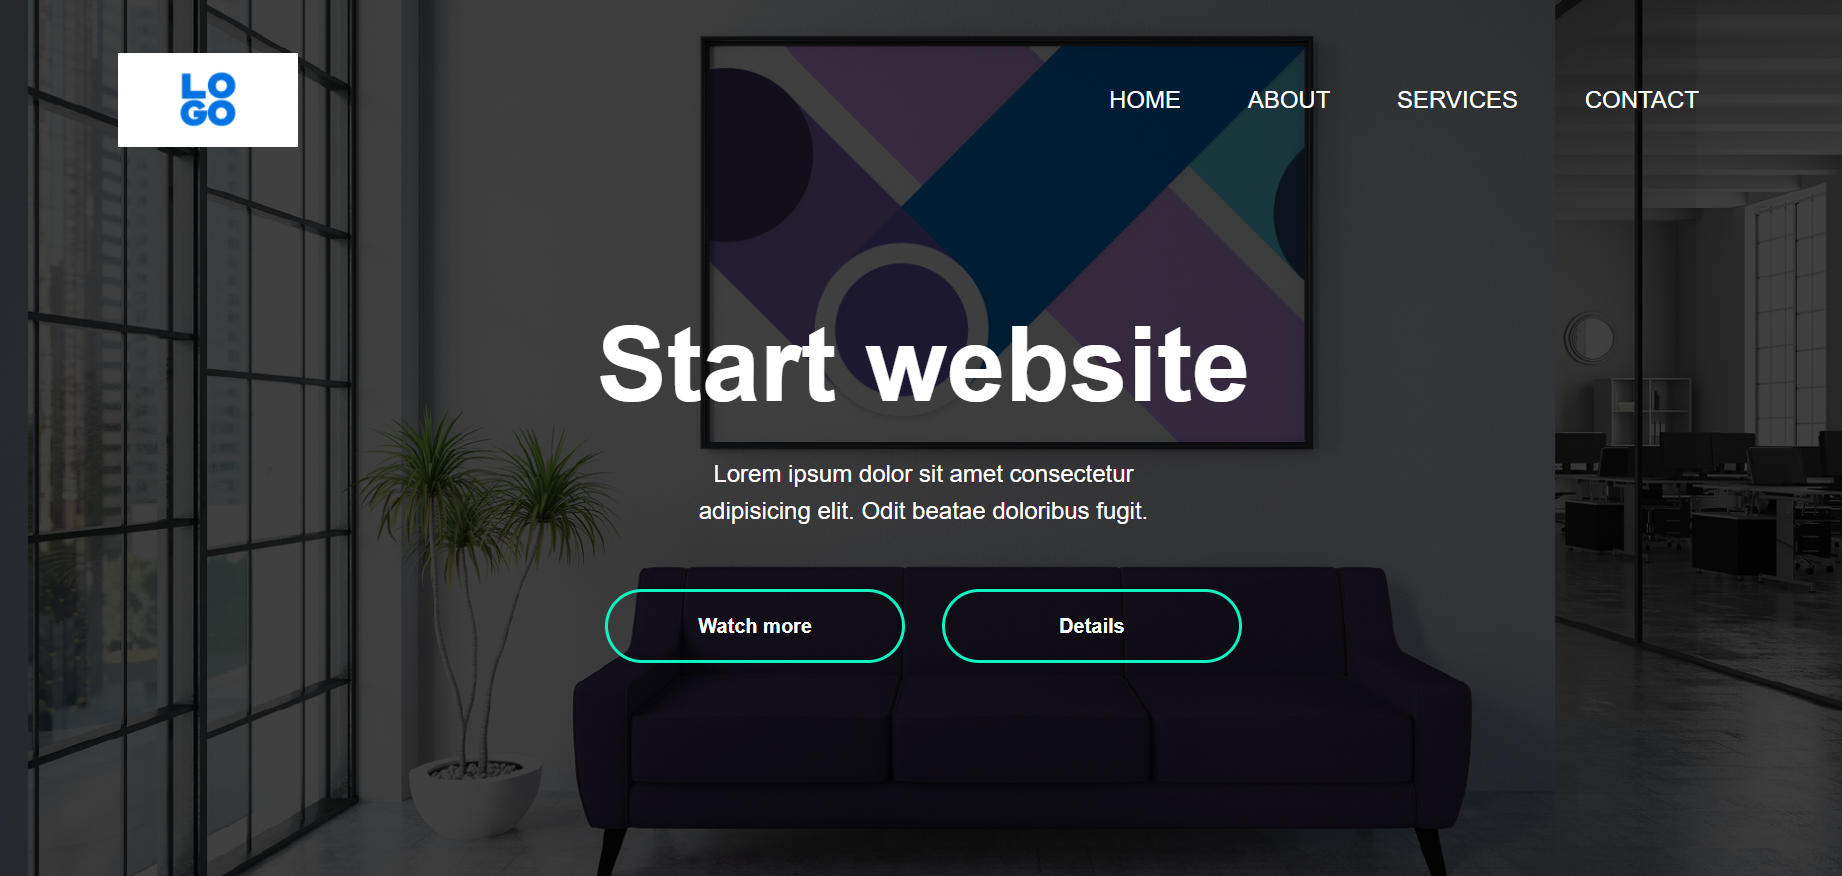 LO
GO
HOME ABOUT SERVICES CONTACT
Start website
Lorem ipsum dolor sit amet consectetur
adipisicing elit. Odit beatae doloribus fugit.
Watch more Details